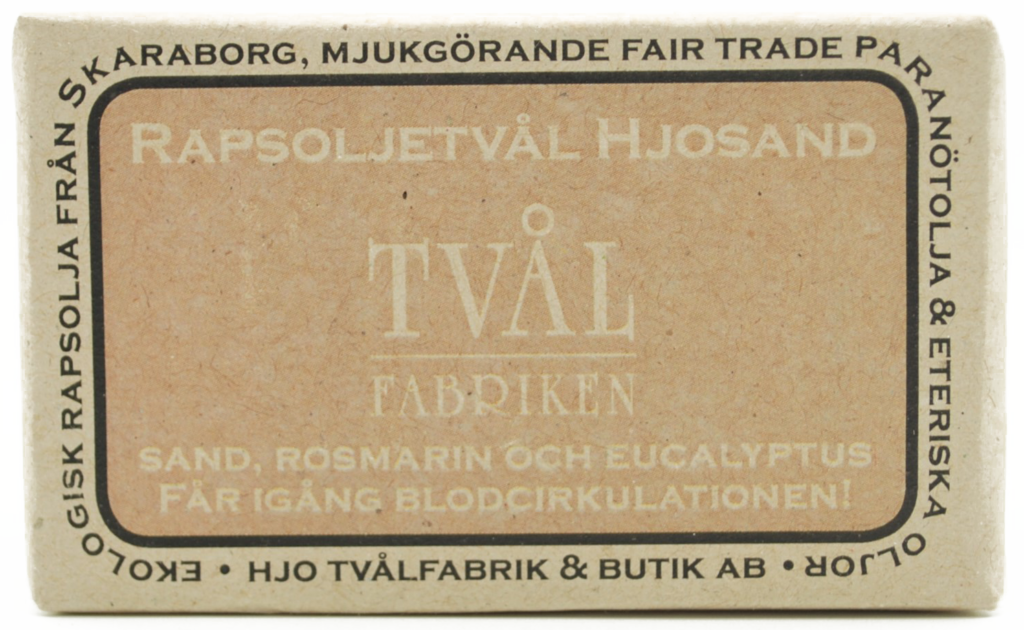 EKOLOGISK RAPSOLJA FRÅN SKARABORG, MJUKGÖRANDE FAIR TRADE PARANÖTOLJA & ETERISKA OLJOR
RAPSOLJETVÅL HJOSAND
TVÅL
FABRIKEN
SAND, ROSMARIN OCH EUCALYPTUS
FÅR IGÅNG BLODCIRKULATIONEN!
• HJO TVÅLFABRIK & BUTIK AB •